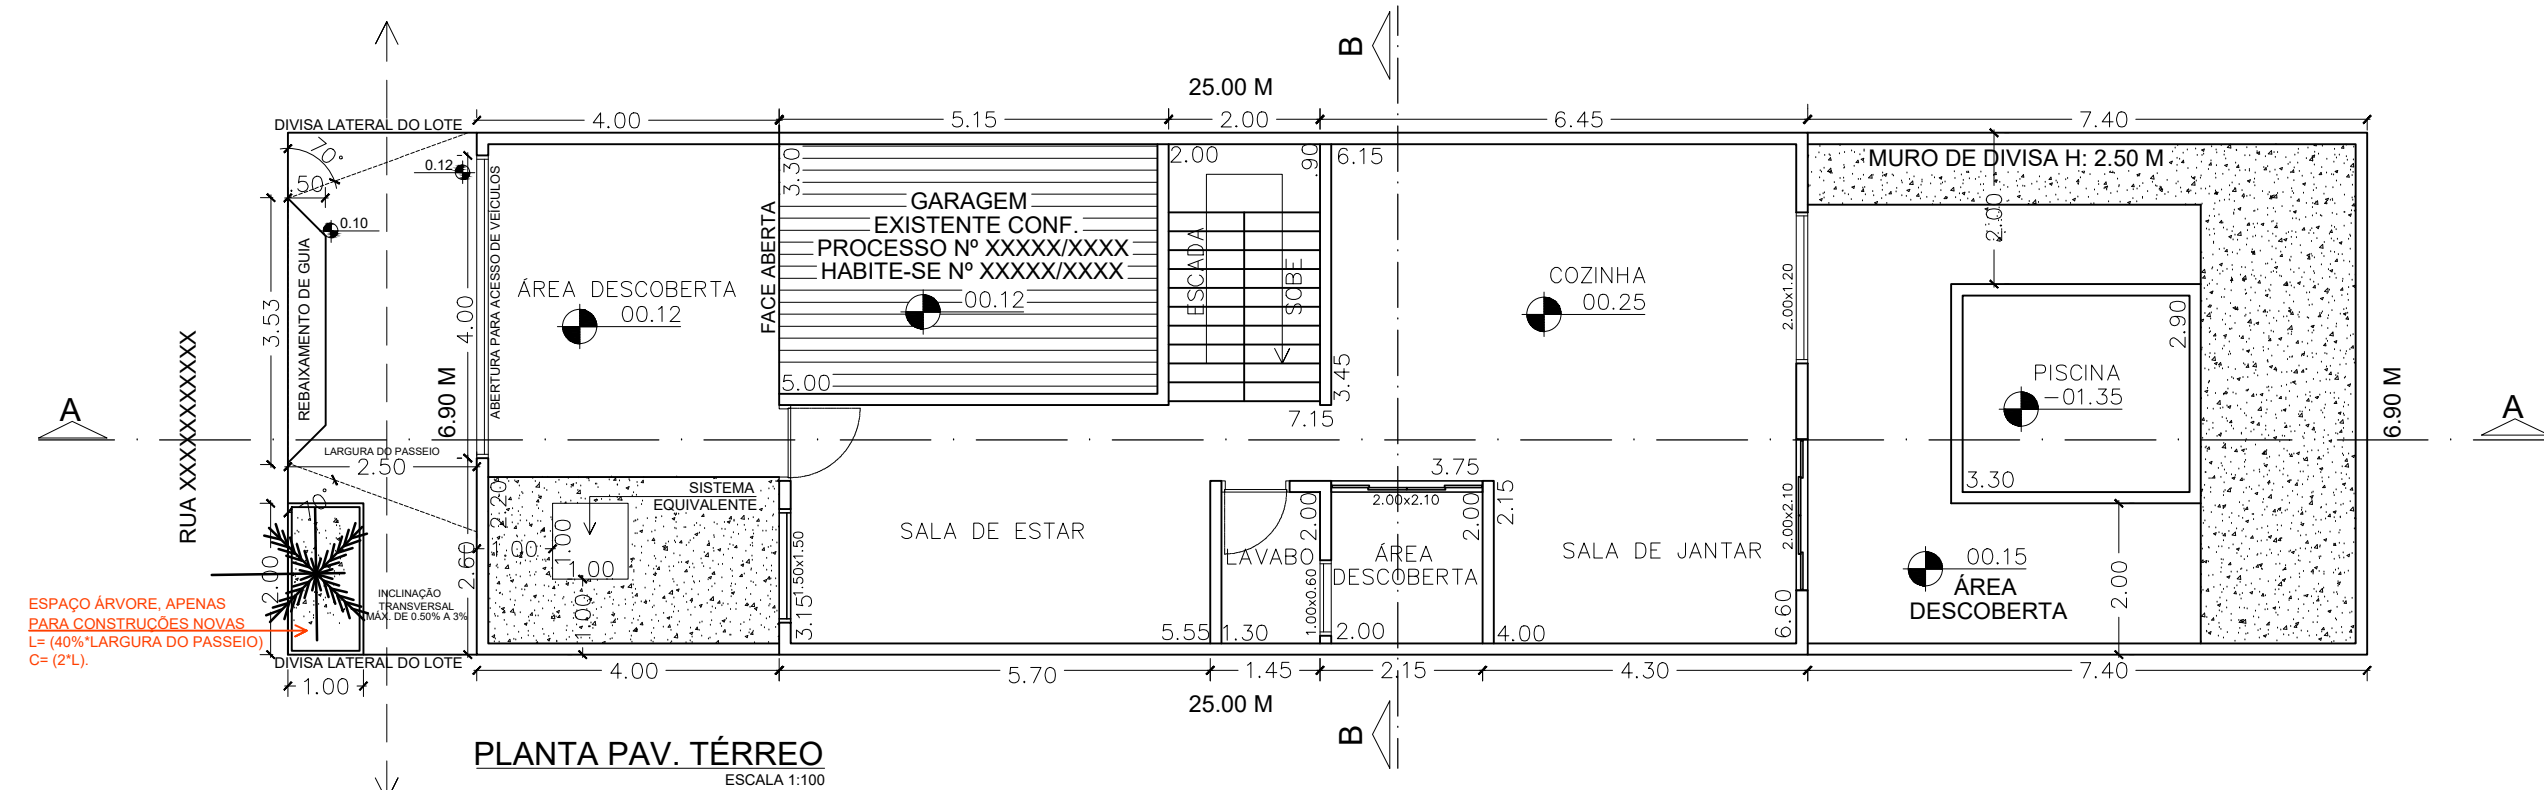 B
25.00 M
DIVISA LATERAL DO LOTE
4.00
5.15
2.00
6.45
7.40
70°
.50
0.12
0.10
3.53
REBAIXAMENTO DE GUIA
4.00
6.90 M
ABERTURA PARA ACESSO DE VEÍCULOS
ÁREA DESCOBERTA
00.12
FACE ABERTA
3.30
GARAGEM
EXISTENTE CONF.
PROCESSO Nº XXXXX/XXXX
HABITE-SE Nº XXXXX/XXXX
00.12
5.00
2.00
.90
ESCADA
SOBE
6.15
3.45
7.15
COZINHA
00.25
2.00x1.20
MURO DE DIVISA H: 2.50 M
2.00
2.90
PISCINA
-01.35
3.30
6.90 M
A
A
RUA XXXXXXXXXXX
LARGURA DO PASSEIO
2.50
70°
2.00
2.60
INCLINAÇÃO
TRANSVERSAL
MÁX. DE 0.50% A 3%
ESPAÇO ÁRVORE, APENAS
PARA CONSTRUÇÕES NOVAS
L= (40%*LARGURA DO PASSEIO)
C= (2*L).
SISTEMA
EQUIVALENTE
2.20
1.00
1.00
1.00
1.00
1.50x1.50
3.15
SALA DE ESTAR
5.55
LAVABO
2.00
1.30
1.00x0.60
3.75
2.00x2.10
2.00
2.15
ÁREA
DESCOBERTA
2.00
SALA DE JANTAR
4.00
2.00x2.10
6.60
00.15
ÁREA
DESCOBERTA
2.00
DIVISA LATERAL DO LOTE
1.00
4.00
5.70
1.45
2.15
4.30
7.40
25.00 M
B
PLANTA PAV. TÉRREO
ESCALA 1:100